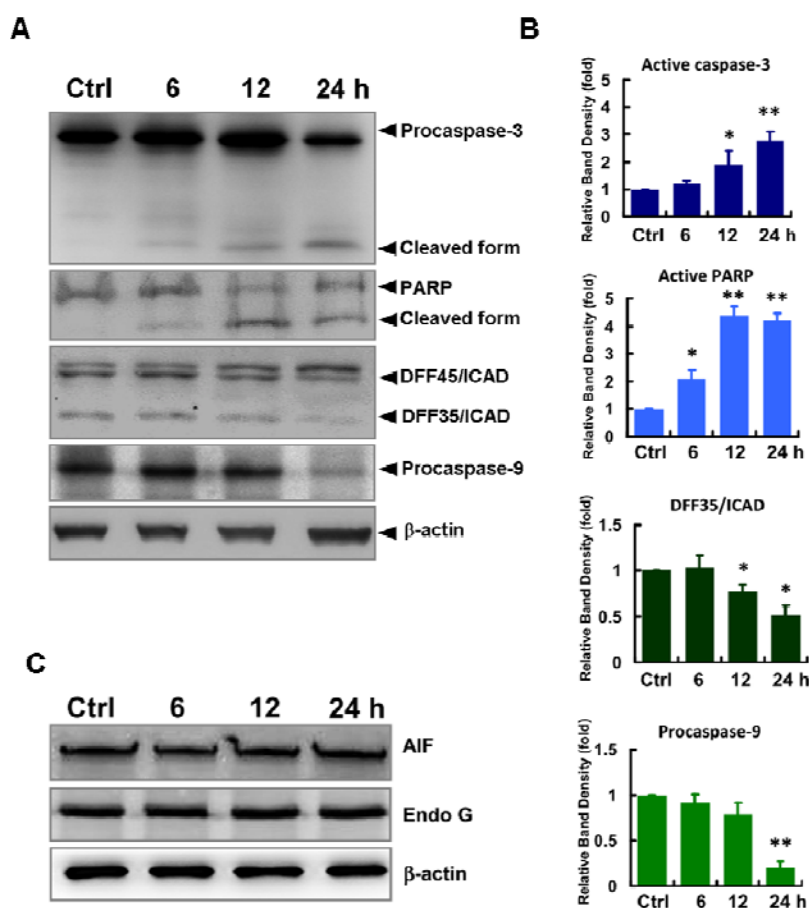 A
Ctrl 6 12 24 h
Procaspase-3
Cleaved form
PARP
Cleaved form
DFF45/ICAD
DFF35/ICAD
Procaspase-9
β-actin
B
Active caspase-3
Relative Band Density (fold)
5
4
3
2
1
0
*
**
Ctrl 6 12 24 h
Active PARP
Relative Band Density (fold)
5
4
3
2
1
0
*
**
**
Ctrl 6 12 24 h
DFF35/ICAD
Relative Band Density (fold)
1.5
1
0.5
0
*
*
Ctrl 6 12 24 h
Procaspase-9
Relative Band Density (fold)
1.5
1
0.5
0
**
Ctrl 6 12 24 h
C
Ctrl 6 12 24 h
AIF
Endo G
β-actin